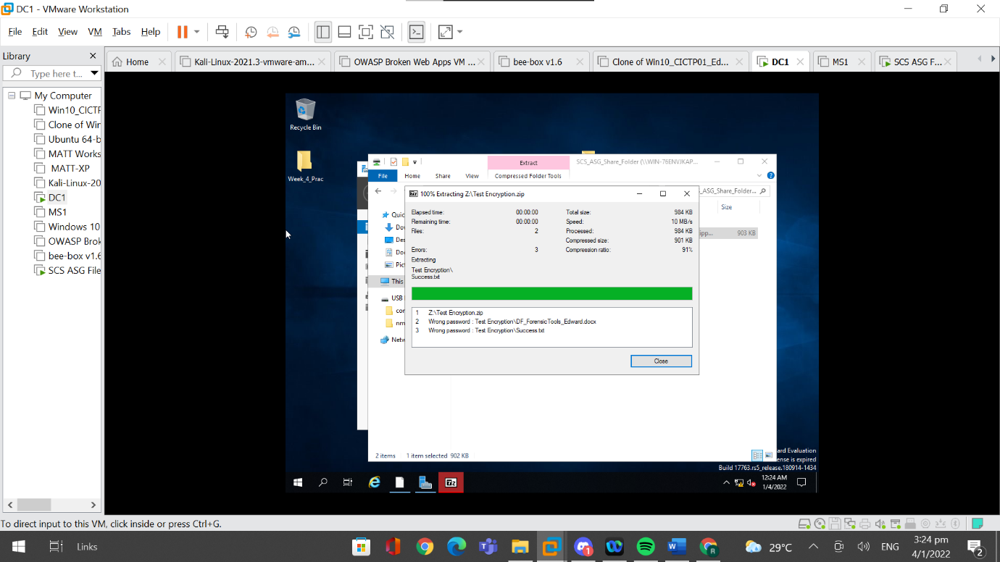 DC1 - VMware Workstation
File Edit View VM Tabs Help
Library
Type here t...
Home
Kali-Linux-2021.3-vmware-am...
OWASP Broken Web Apps VM ...
bee-box v1.6
Clone of Win10_CICTP01_Ed...
DC1
MS1
SCS ASG F...
My Computer
Win10_CICTF
Clone of Wir
Ubuntu 64-b
MATT Works
MATT-XP
Kali-Linux-20
DC1
MS1
Windows 10
OWASP Brok
bee-box v1.6
SCS ASG File
Recycle Bin
Week_4_Prac
Extract
SCS_ASG_Share_Folder (\\WIN-76ENVJKAP...
File Home Share View Compressed Folder Tools
_ASG_Share_Folder...
Size
ipp... 903 KB
Quic
Dov
Des
Doc
Pict
This
USB
cor
nm
Netw
100% Extracting Z:\Test Encryption.zip
Elapsed time: 00:00:00 Total size: 984 KB
Remaining time: 00:00:00 Speed: 10 MB/s
Files: 2 Processed: 984 KB
Compressed size: 901 KB
Errors: 3 Compression ratio: 91%
Extracting
Test Encryption\
Success.txt
1 Z:\Test Encryption.zip
2 Wrong password : Test Encryption\DF_ForensicTools_Edward.docx
3 Wrong password : Test Encryption\Success.txt
Close
2 items 1 item selected 902 KB
ard Evaluation
ense is expired
Build 17763.rs5_release.180914-1434
12:24 AM
1/4/2022
To direct input to this VM, click inside or press Ctrl+G.
Links
29°C
ENG
3:24 pm
4/1/2022
2